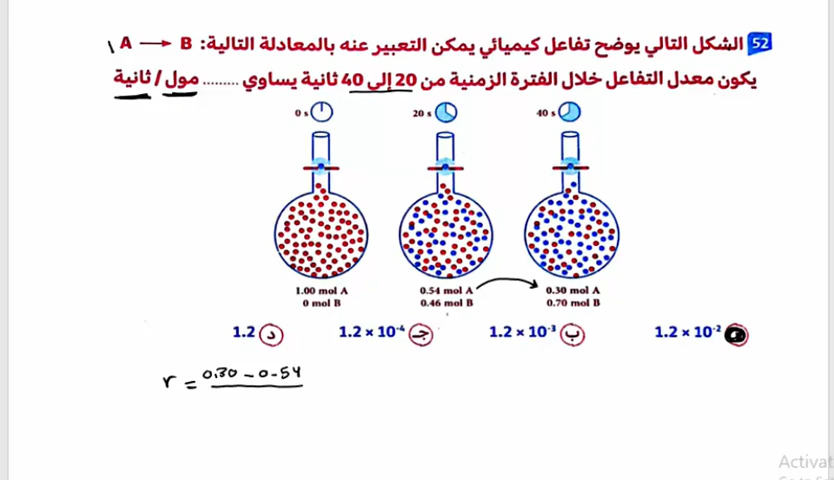 52 الشكل التالي يوضح تفاعل كيميائي يمكن التعبير عنه بالمعادلة التالية: A → B
يكون معدل التفاعل خلال الفترة الزمنية من 20 إلى 40 ثانية يساوي ......... مول / ثانية
0 s 20 s 40 s
1.00 mol A 0.54 mol A 0.30 mol A
0 mol B 0.46 mol B 0.70 mol B
1.2 × 10⁻² ب 1.2 × 10⁻³ جـ 1.2 × 10⁻⁴ د 1.2
r = 0.30 - 0.54
Activat